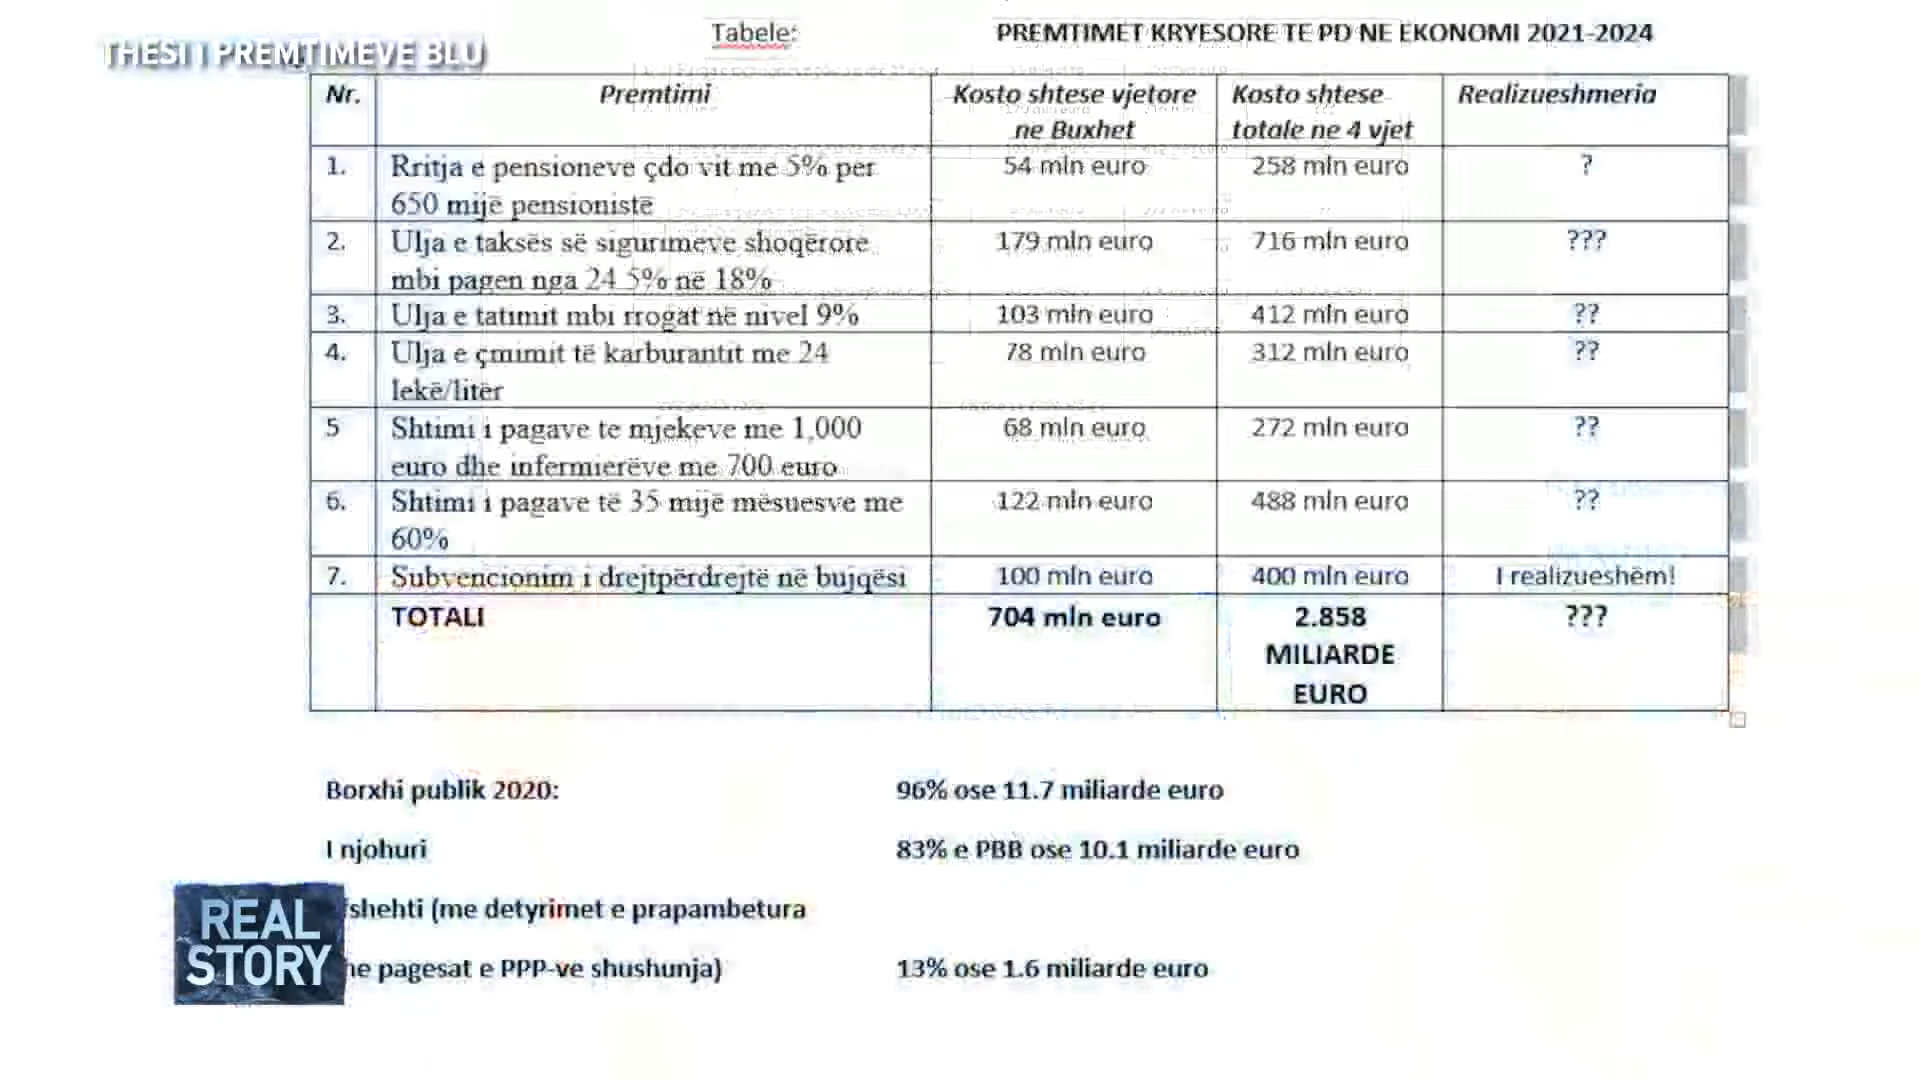 THESI I PREMTIMEVE BLU
Tabele: PREMTIMET KRYESORE TE PD NE EKONOMI 2021-2024
Nr. Premtimi Kosto shtese vjetore ne Buxhet Kosto shtese totale ne 4 vjet Realizueshmeria
1. Rritja e pensioneve çdo vit me 5% per 54 mln euro 258 mln euro ?
650 mijë pensionistë
2. Ulja e taksës së sigurimeve shoqërore 179 mln euro 716 mln euro ???
mbi pagen nga 24.5% në 18%
3. Ulja e tatimit mbi rrogat në nivel 9% 103 mln euro 412 mln euro ??
4. Ulja e çmimit të karburantit me 24 78 mln euro 312 mln euro ??
lekë/litër
5 Shtimi i pagave te mjekeve me 1,000 68 mln euro 272 mln euro ??
euro dhe infermierëve me 700 euro
6. Shtimi i pagave të 35 mijë mësuesve me 122 mln euro 488 mln euro ??
60%
7. Subvencionim i drejtpërdrejtë në bujqësi 100 mln euro 400 mln euro I realizueshëm!
TOTALI 704 mln euro 2.858 ???
MILIARDE
EURO
Borxhi publik 2020: 96% ose 11.7 miliarde euro
I njohuri 83% e PBB ose 10.1 miliarde euro
fshehti (me detyrimet e prapambetura
he pagesat e PPP-ve shushunja) 13% ose 1.6 miliarde euro
REAL
STORY